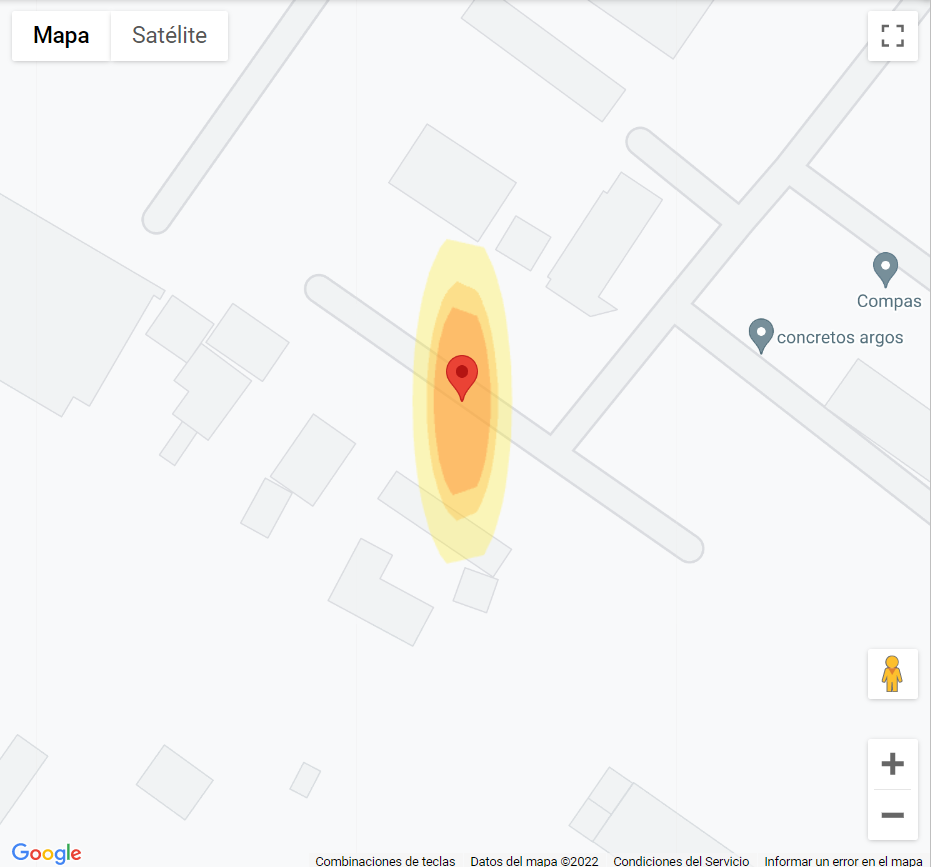 Mapa
Satélite
Compas
concretos argos
Google
Combinaciones de teclas
Datos del mapa ©2022
Condiciones del Servicio
Informar un error en el mapa